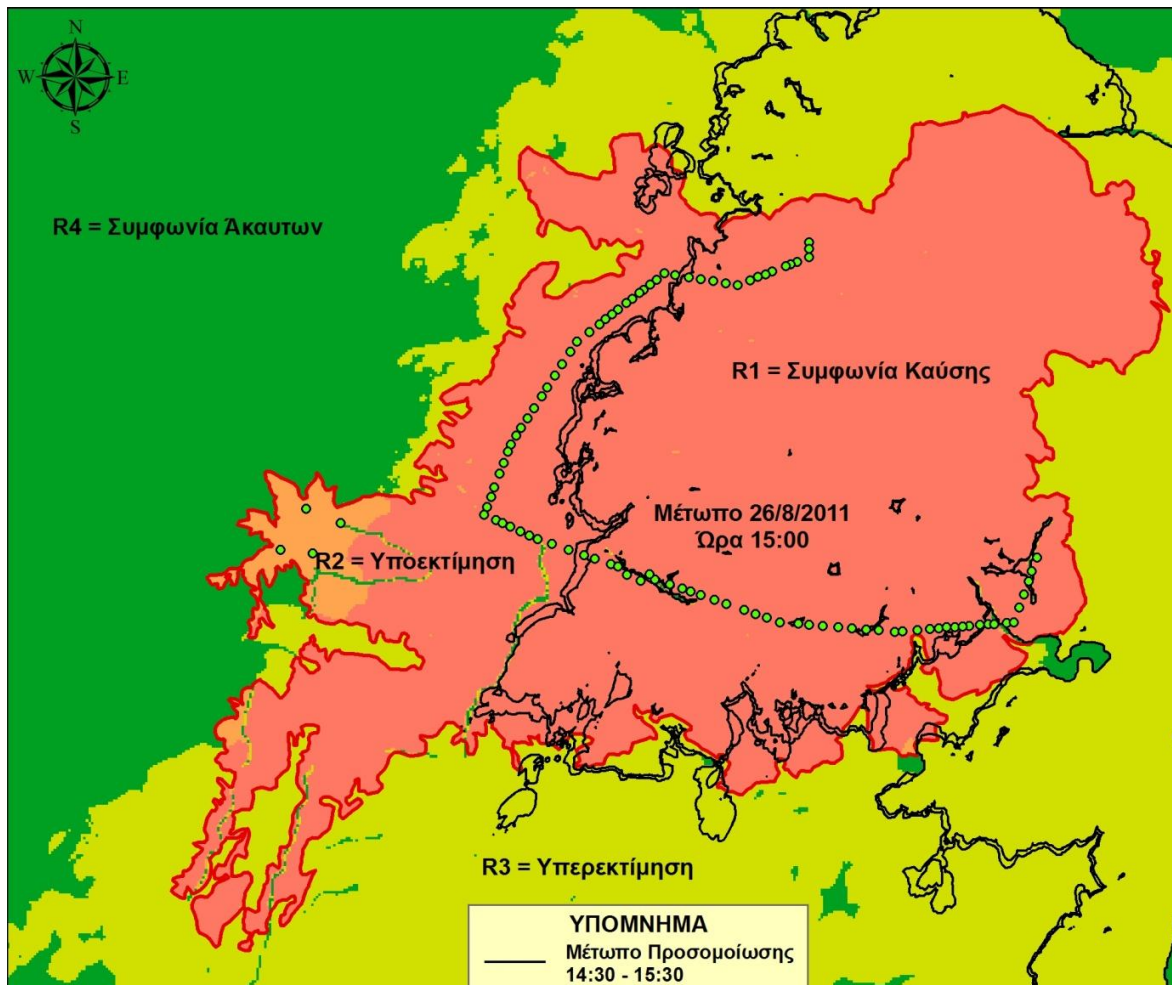 N
W E
S
R4 = Συμφωνία Άκαυτων
R1 = Συμφωνία Καύσης
Μέτωπο 26/8/2011
Ώρα 15:00
R2 = Υποεκτίμηση
R3 = Υπερεκτίμηση
ΥΠΟΜΝΗΜΑ
Μέτωπο Προσομοίωσης
14:30 - 15:30